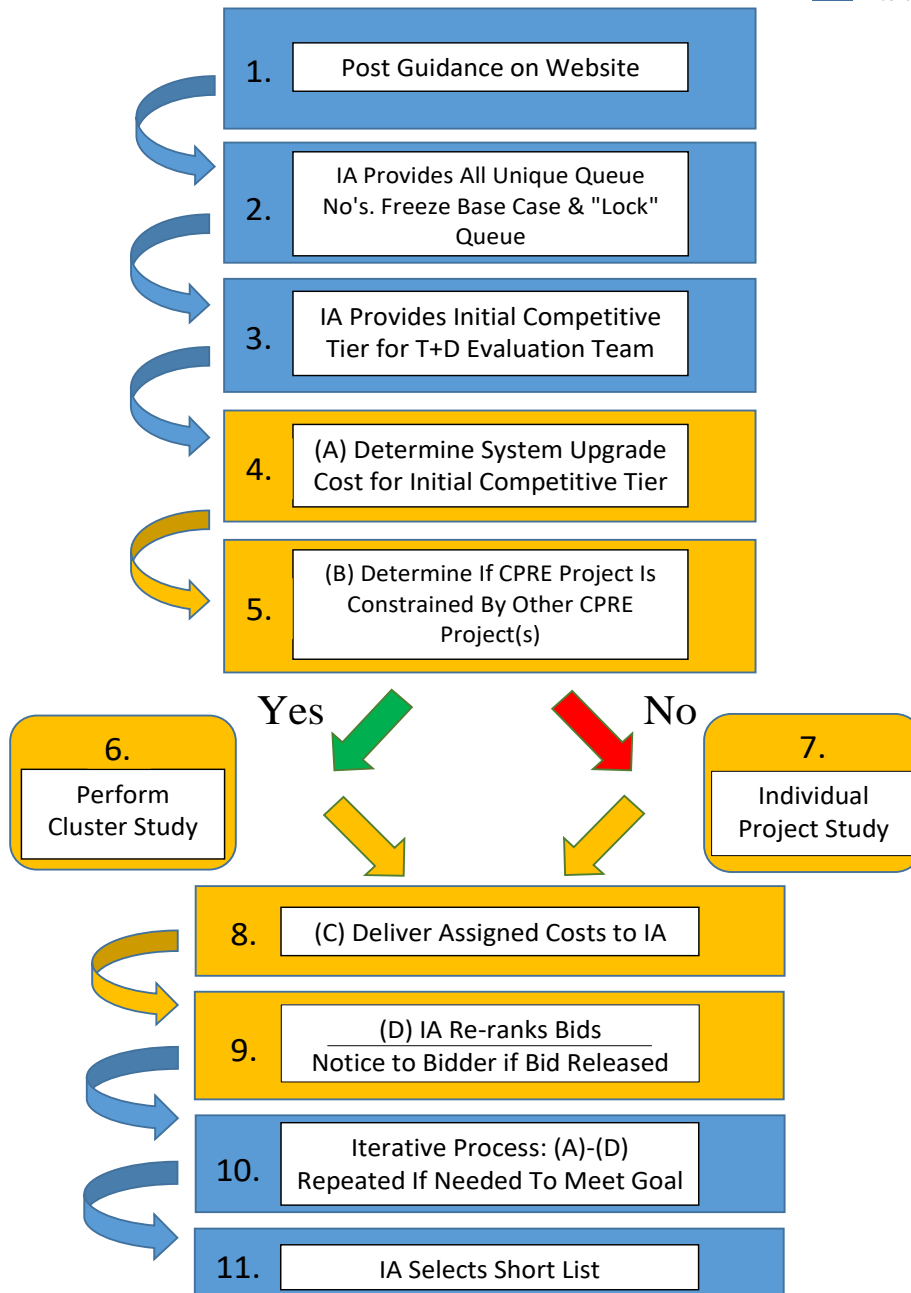 1.
Post Guidance on Website
2.
IA Provides All Unique Queue
No's. Freeze Base Case & "Lock"
Queue
3.
IA Provides Initial Competitive
Tier for T+D Evaluation Team
4.
(A) Determine System Upgrade
Cost for Initial Competitive Tier
5.
(B) Determine If CPRE Project Is
Constrained By Other CPRE
Project(s)
Yes
No
6.
Perform
Cluster Study
7.
Individual
Project Study
8.
(C) Deliver Assigned Costs to IA
9.
(D) IA Re-ranks Bids
Notice to Bidder if Bid Released
10.
Iterative Process: (A)-(D)
Repeated If Needed To Meet Goal
11.
IA Selects Short List